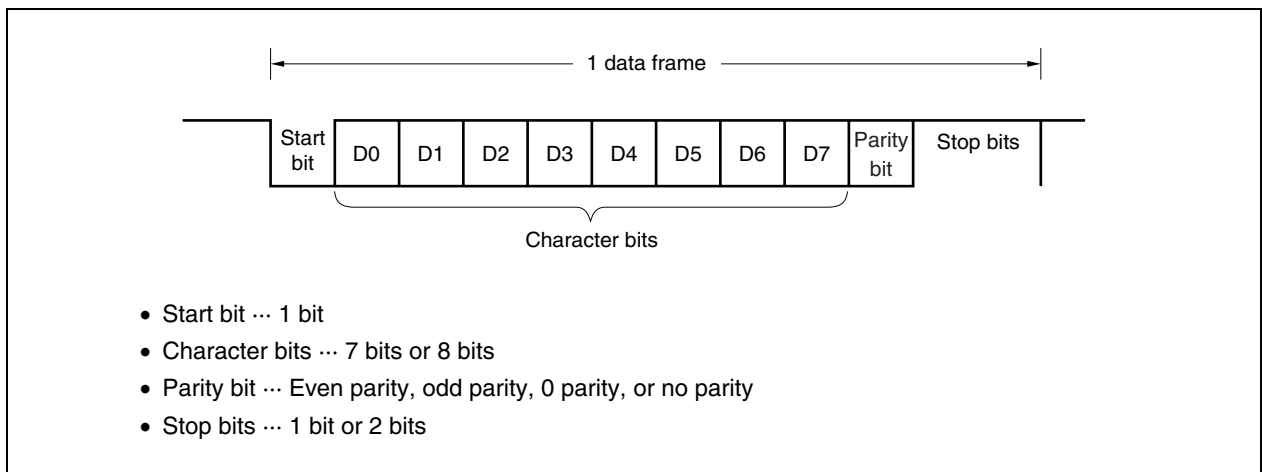 1 data frame
Start bit D0 D1 D2 D3 D4 D5 D6 D7 Parity bit Stop bits
Character bits
• Start bit ··· 1 bit
• Character bits ··· 7 bits or 8 bits
• Parity bit ··· Even parity, odd parity, 0 parity, or no parity
• Stop bits ··· 1 bit or 2 bits